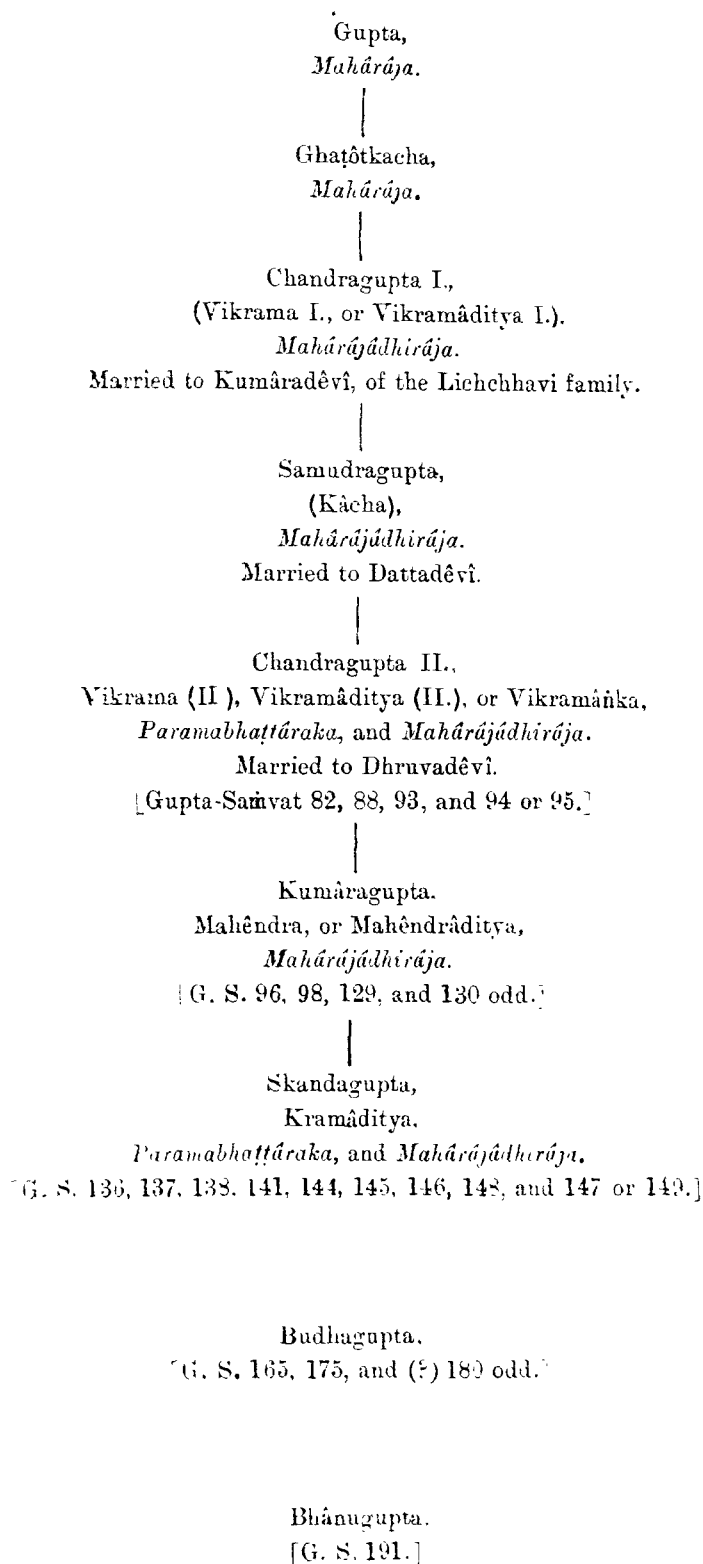 Gupta,
Mahârâja.
Ghaṭôtkacha,
Mahârâja.
Chandragupta I.,
(Vikrama I., or Vikramâditya I.).
Mahârâjâdhirâja.
Married to Kumâradêvî, of the Lichchhavi family.
Samudragupta,
(Kâcha),
Mahârâjâdhirâja.
Married to Dattadêvî.
Chandragupta II.,
Vikrama (II ), Vikramâditya (II.), or Vikramâṅka,
Paramabhaṭṭâraka, and Mahârâjâdhirâja.
Married to Dhruvadêvî.
[Gupta-Saṁvat 82, 88, 93, and 94 or 95.]
Kumâragupta.
Mahêndra, or Mahêndrâditya,
Mahârâjâdhirâja.
[G. S. 96, 98, 129, and 130 odd.]
Skandagupta,
Kramâditya.
Paramabhaṭṭâraka, and Mahârâjâdhirâja.
[G. S. 136, 137, 138. 141, 144, 145, 146, 148, and 147 or 149.]
Budhagupta.
[G. S. 165, 175, and (?) 180 odd.]
Bhânugupta.
[G. S. 191.]